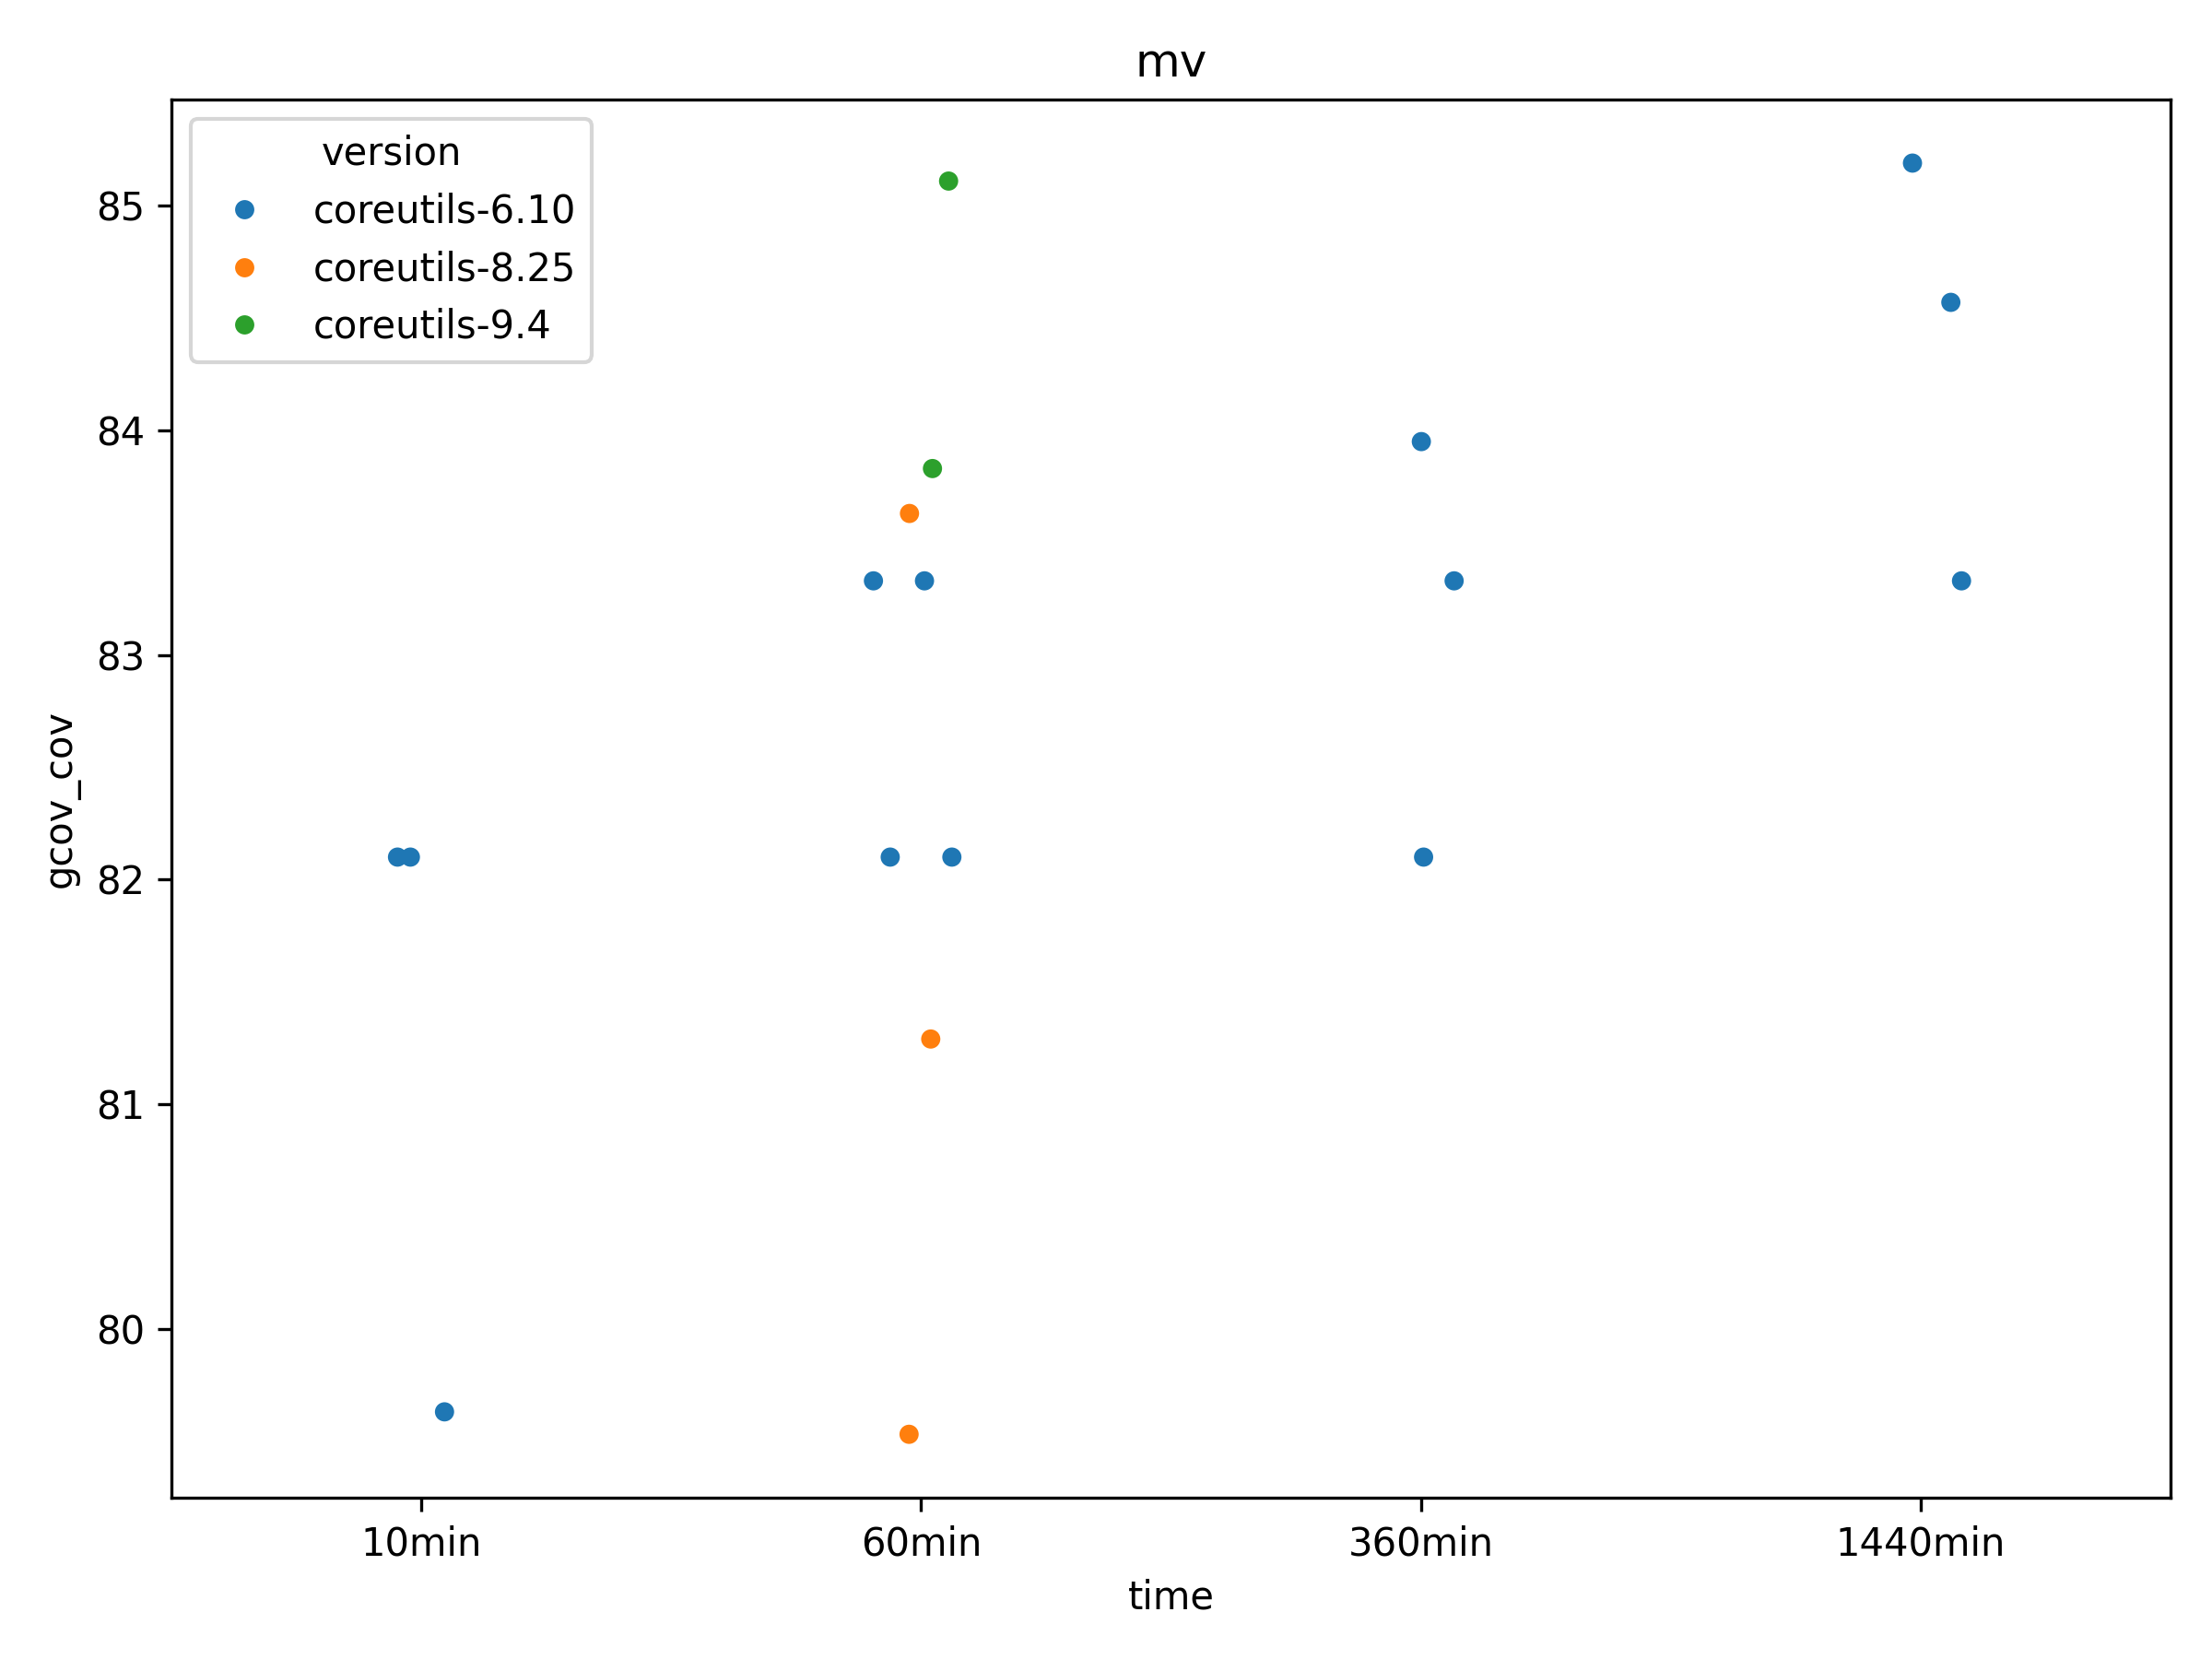 mv
version
coreutils-6.10
coreutils-8.25
coreutils-9.4
85
84
83
82
81
80
gcov_cov
10min 60min 360min 1440min
time